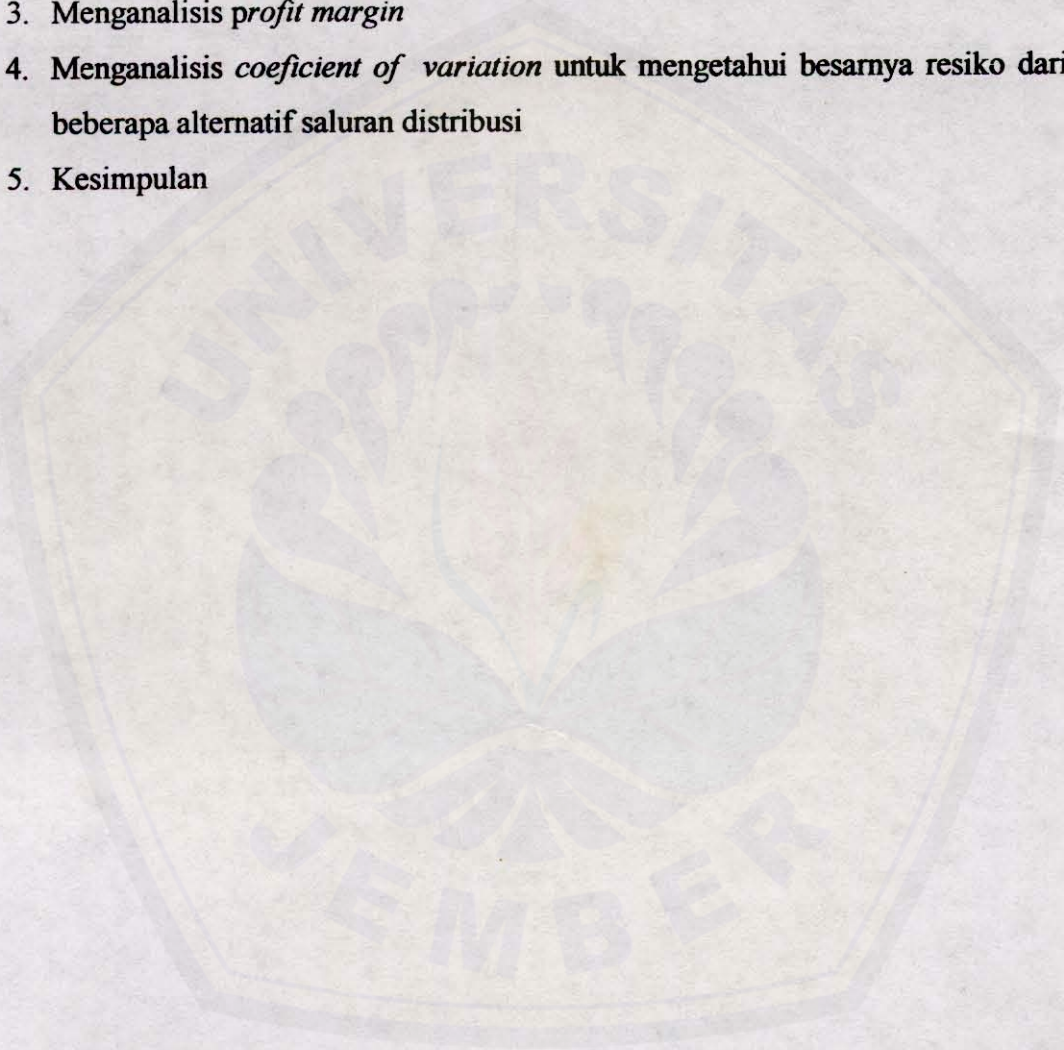 3. Menganalisis profit margin
4. Menganalisis coeficient of variation untuk mengetahui besarnya resiko dari
beberapa alternatif saluran distribusi
5. Kesimpulan
UNIVERSITAS
JEMBER